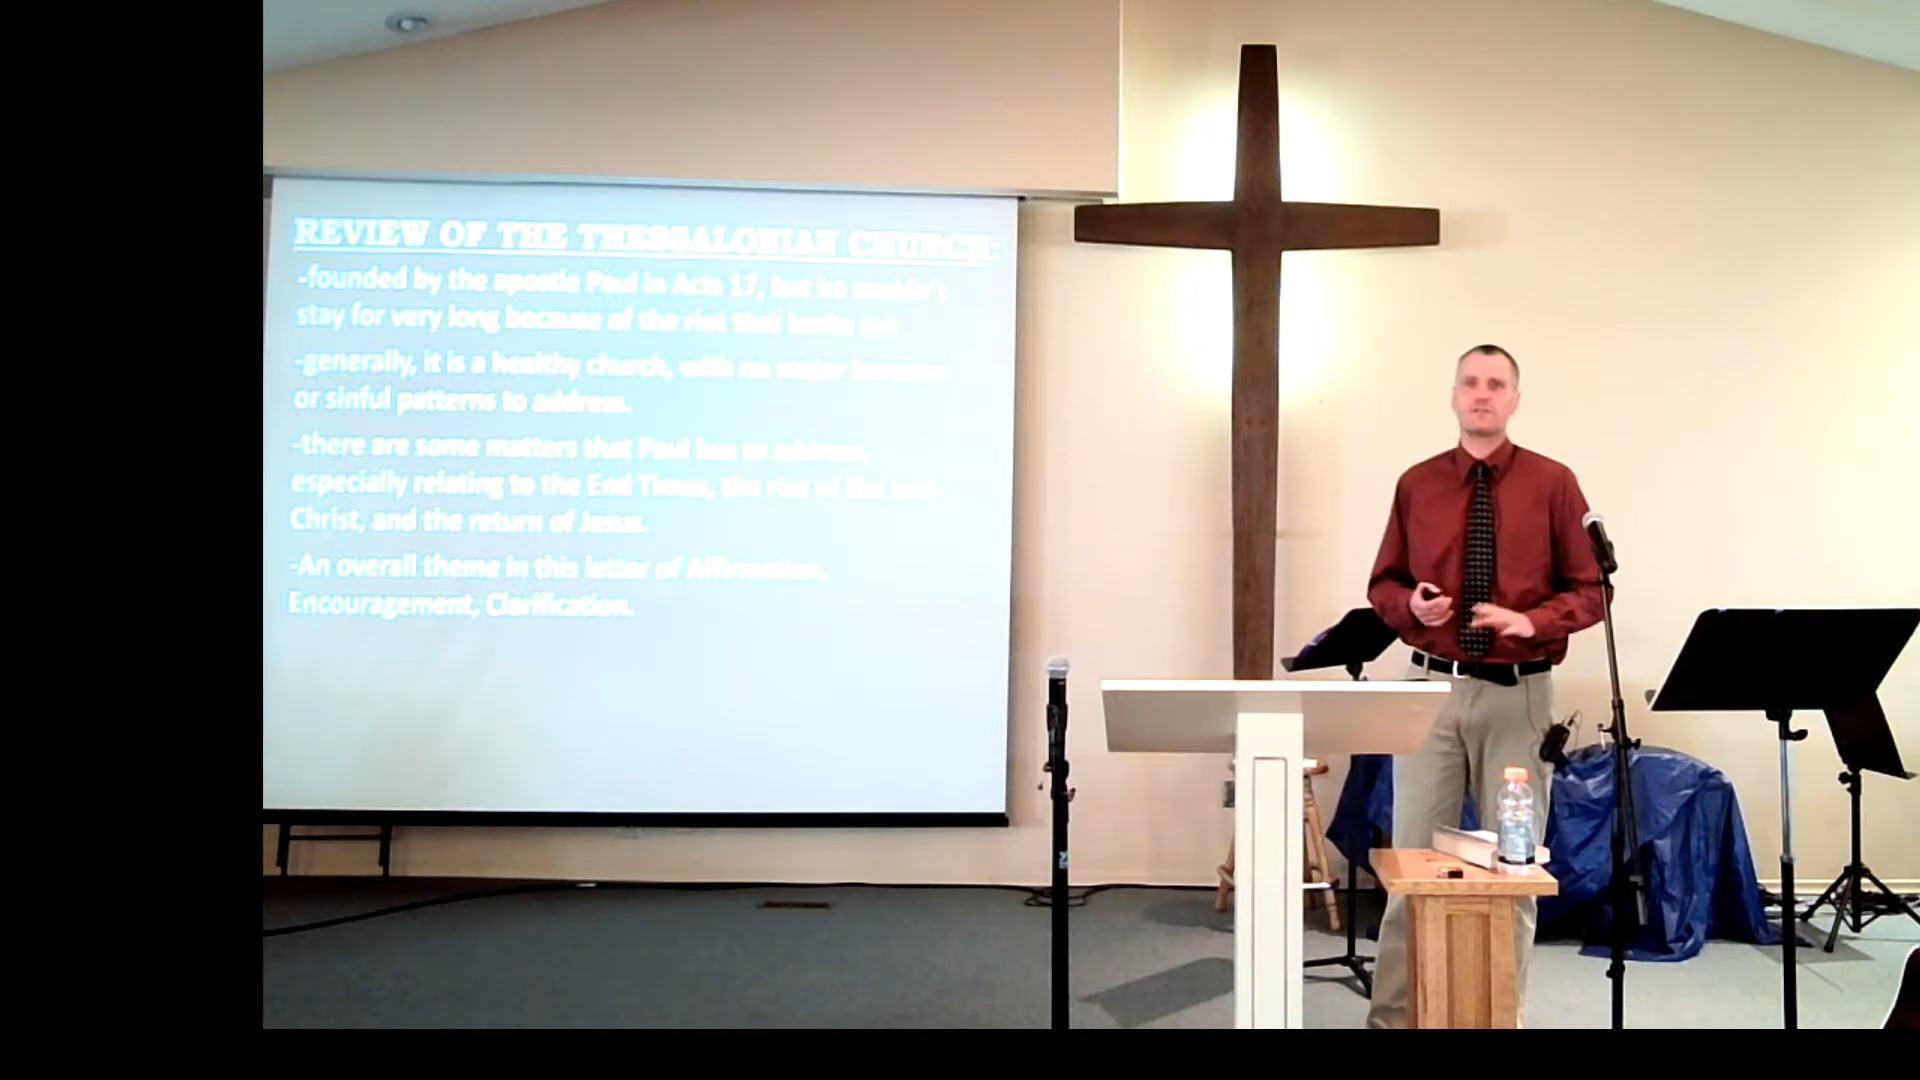 REVIEW OF THE THESSALONIAN CHURCH:
-founded by the apostle Paul in Acts 17, but he couldn't
stay for very long because of the riot that broke out
-generally, it is a healthy church, with no major heresies
or sinful patterns to address.
-there are some matters that Paul has to address,
especially relating to the End Times, the rise of the
Christ, and the return of Jesus.
-An overall theme in this letter of Affirmation,
Encouragement, Clarification.